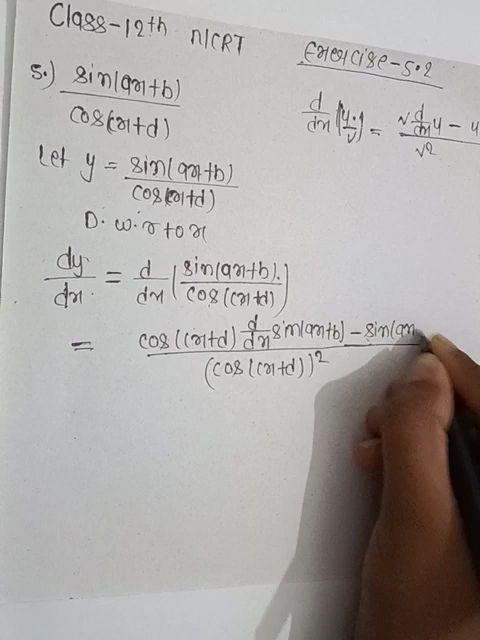 Class-12th NCRT Exercise-5.2
5.) sin(ax+b)/cos(cx+d)
d/dx (u/v) = v d/dx u - u
v2
Let y = sin(ax+b)/cos(cx+d)
D.w.r to x
dy/dx = d/dx (sin(ax+b)/cos(cx+d))
= cos(cx+d) d/dx sin(ax+b) - sin(ax
(cos(cx+d))²